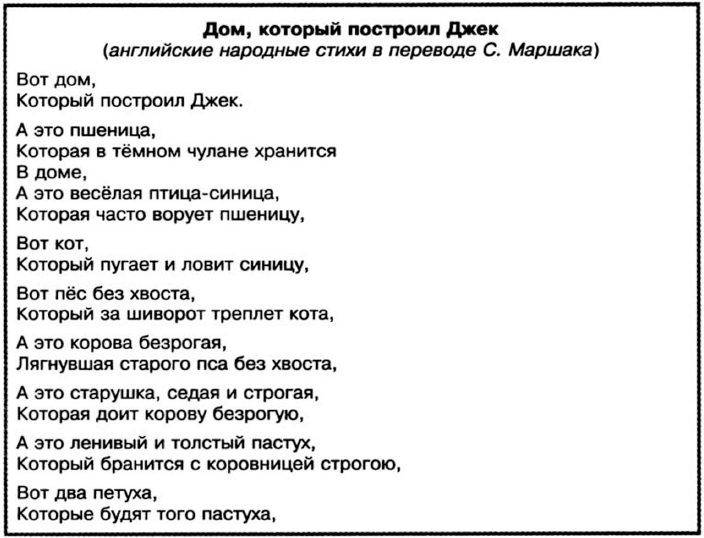 Дом, который построил Джек
(английские народные стихи в переводе С. Маршака)
Вот дом,
Который построил Джек.
А это пшеница,
Которая в тёмном чулане хранится
В доме,
А это весёлая птица-синица,
Которая часто ворует пшеницу,
Вот кот,
Который пугает и ловит синицу,
Вот пёс без хвоста,
Который за шиворот треплет кота,
А это корова безрогая,
Лягнувшая старого пса без хвоста,
А это старушка, седая и строгая,
Которая доит корову безрогую,
А это ленивый и толстый пастух,
Который бранится с коровницей строгою,
Вот два петуха,
Которые будят того пастуха,